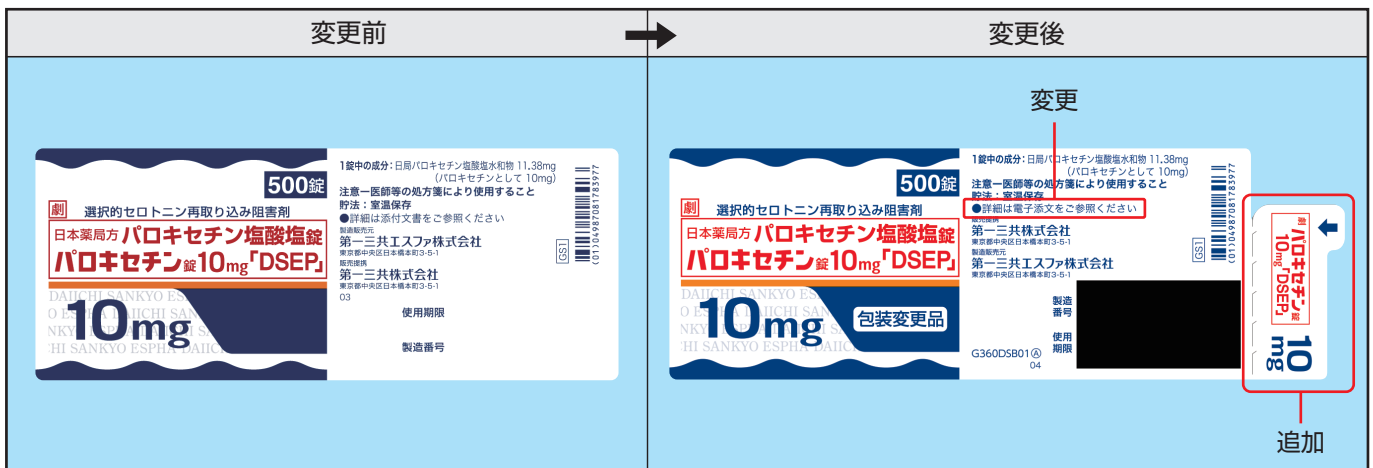 変更前
変更後
500錠
劇 選択的セロトニン再取り込み阻害剤
日本薬局方 パロキセチン塩酸塩錠
パロキセチン錠10mg「DSEP」
10mg
DAIICHI SANKYO ES
1錠中の成分：日局パロキセチン塩酸塩水和物 11.38mg
(パロキセチンとして 10mg)
注意ー医師等の処方箋により使用すること
貯法：室温保存
●詳細は添付文書をご参照ください
製造販売元
第一三共エスファ株式会社
東京都中央区日本橋本町3-5-1
販売提携
第一三共株式会社
東京都中央区日本橋本町3-5-1
03
使用期限
製造番号
GS1
(01)04987081783977
変更
500錠
劇 選択的セロトニン再取り込み阻害剤
日本薬局方 パロキセチン塩酸塩錠
パロキセチン錠10mg「DSEP」
10mg
包装変更品
DAIICHI SANKYO ES
HI SANKYO ESPHA DAIIC
1錠中の成分：日局パロキセチン塩酸塩水和物 11.38mg
(パロキセチンとして 10mg)
注意ー医師等の処方箋により使用すること
貯法：室温保存
●詳細は電子添文をご参照ください
販売提携
第一三共株式会社
東京都中央区日本橋本町3-5-1
製造販売元
第一三共エスファ株式会社
東京都中央区日本橋本町3-5-1
製造
番号
使用
期限
G360DSB01Ⓐ
04
GS1
(01)04987081783977
劇 パロキセチン錠
10mg「DSEP」
10
mg
追加